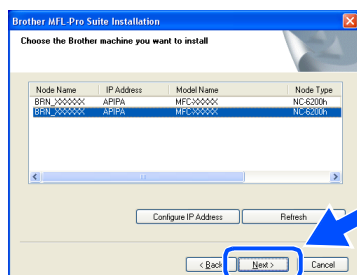 Brother MFL-Pro Suite Installation
Choose the Brother machine you want to install
Node Name IP Address Model Name Node Type
BRN_XXXXXX APIPA MFC-XXXXX NC-6200h
BRN_XXXXXX APIPA MFC-XXXXX NC-6200h
Configure IP Address Refresh
< Back Next > Cancel